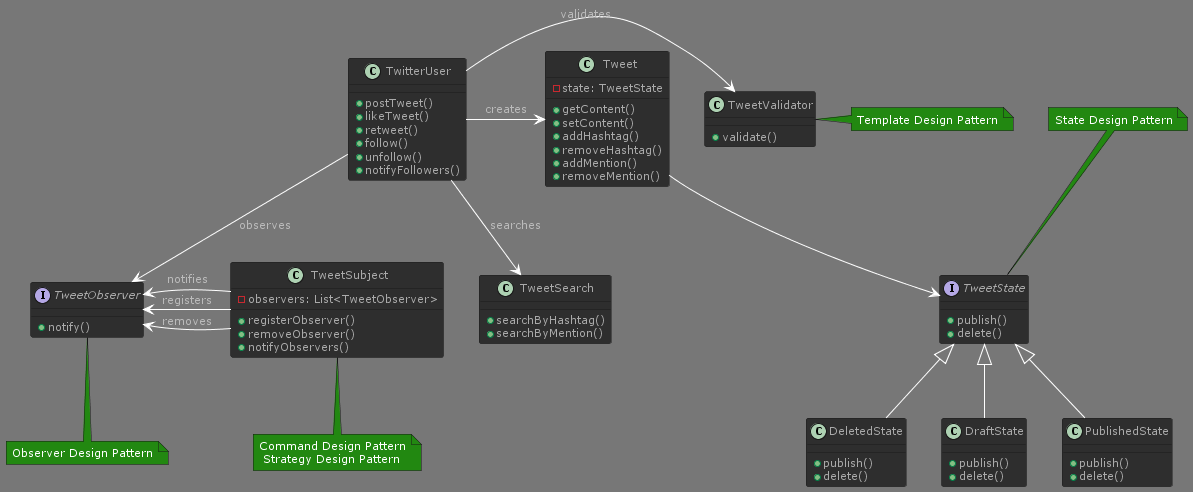 validates
C TwitterUser
postTweet()
likeTweet()
retweet()
follow()
unfollow()
notifyFollowers()
creates
C Tweet
state: TweetState
getContent()
setContent()
addHashtag()
removeHashtag()
addMention()
removeMention()
C TweetValidator
validate()
Template Design Pattern
State Design Pattern
observes
searches
I TweetObserver
notify()
notifies
registers
removes
C TweetSubject
observers: List<TweetObserver>
registerObserver()
removeObserver()
notifyObservers()
C TweetSearch
searchByHashtag()
searchByMention()
I TweetState
publish()
delete()
Observer Design Pattern
Command Design Pattern
Strategy Design Pattern
C DeletedState
publish()
delete()
C DraftState
publish()
delete()
C PublishedState
publish()
delete()